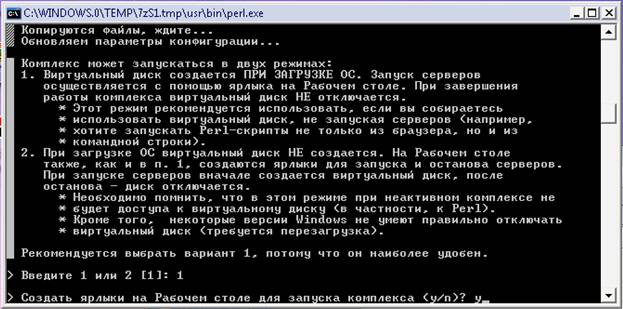 C:\WINDOWS.0\TEMP\7zS1.tmp\usr\bin\perl.exe
Копируются файлы, ждите...
Обновляем параметры конфигурации...
Комплекс может запускаться в двух режимах:
1. Виртуальный диск создается ПРИ ЗАГРУЗКЕ ОС. Запуск серверов
осуществляется с помощью ярлыка на Рабочем столе. При завершения
работы комплекса виртуальный диск НЕ отключается.
* Этот режим рекомендуется использовать, если вы собираетесь
* использовать виртуальный диск, не запуская серверов (например,
* хотите запускать Perl-скрипты не только из браузера, но и из
* командной строки).
2. При загрузке ОС виртуальный диск НЕ создается. На Рабочем столе
также, как и в п. 1, создаются ярлыки для запуска и останова серверов.
При запуске серверов вначале создается виртуальный диск, после
останова - диск отключается.
* Необходимо помнить, что в этом режиме при неактивном комплексе не
* будет доступа к виртуальному диску (в частности, к Perl).
* Кроме того,  некоторые версии Windows не умеют правильно отключать
* виртуальный диск (требуется перезагрузка).
Рекомендуется выбрать вариант 1, потому что он наиболее удобен.
> Введите 1 или 2 [1]: 1
> Создать ярлыки на Рабочем столе для запуска комплекса (y/n)? y_